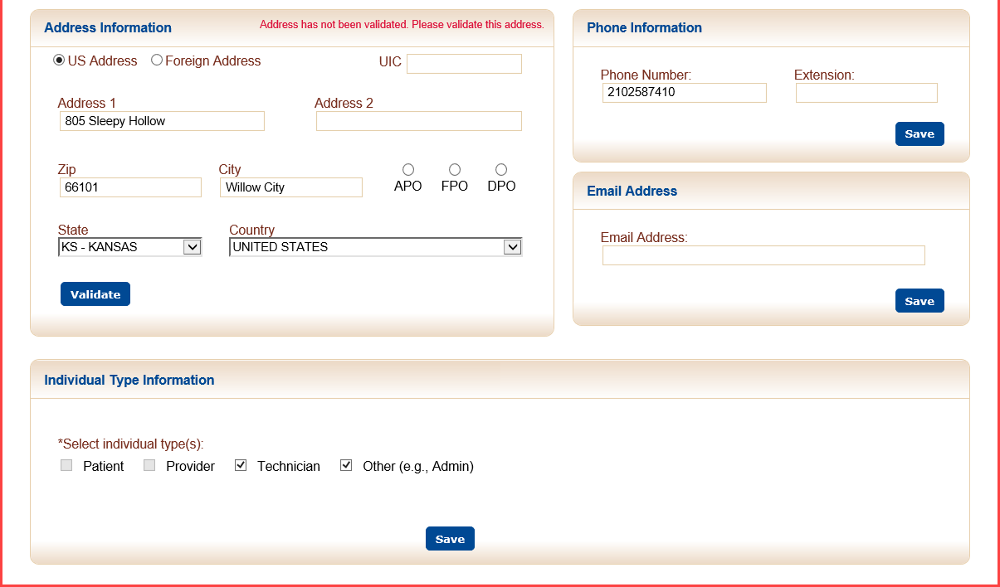 Address Information
Address has not been validated. Please validate this address.
US Address Foreign Address UIC
Address 1 Address 2
805 Sleepy Hollow
Zip City
66101 Willow City
APO FPO DPO
State Country
KS - KANSAS UNITED STATES
Validate
Phone Information
Phone Number: Extension:
2102587410
Save
Email Address
Email Address:
Save
Individual Type Information
*Select individual type(s):
Patient Provider Technician Other (e.g., Admin)
Save